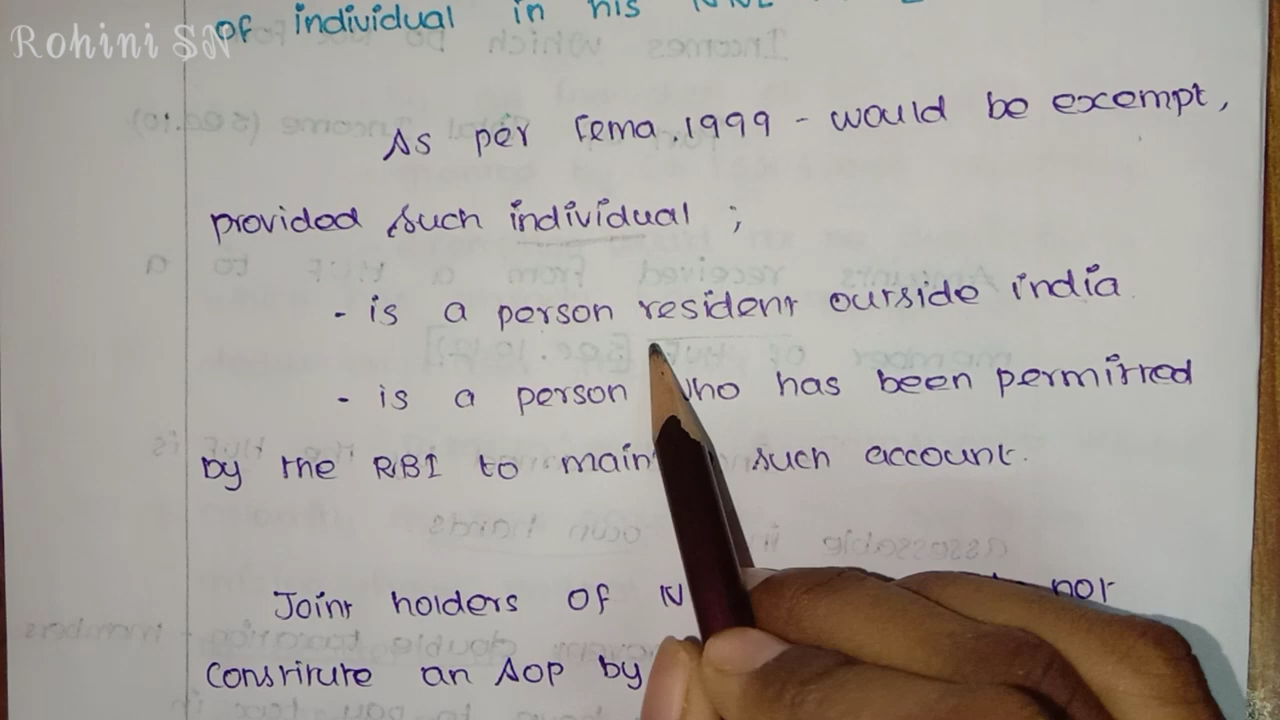 Rohini SN
of individual in his
As per Fema.1999 - would be exempt,
provided such individual ;
- is a person resident outside india
- is a person who has been permitted
by the RBI to such account.
Joint holders of not
constitute an AOP by